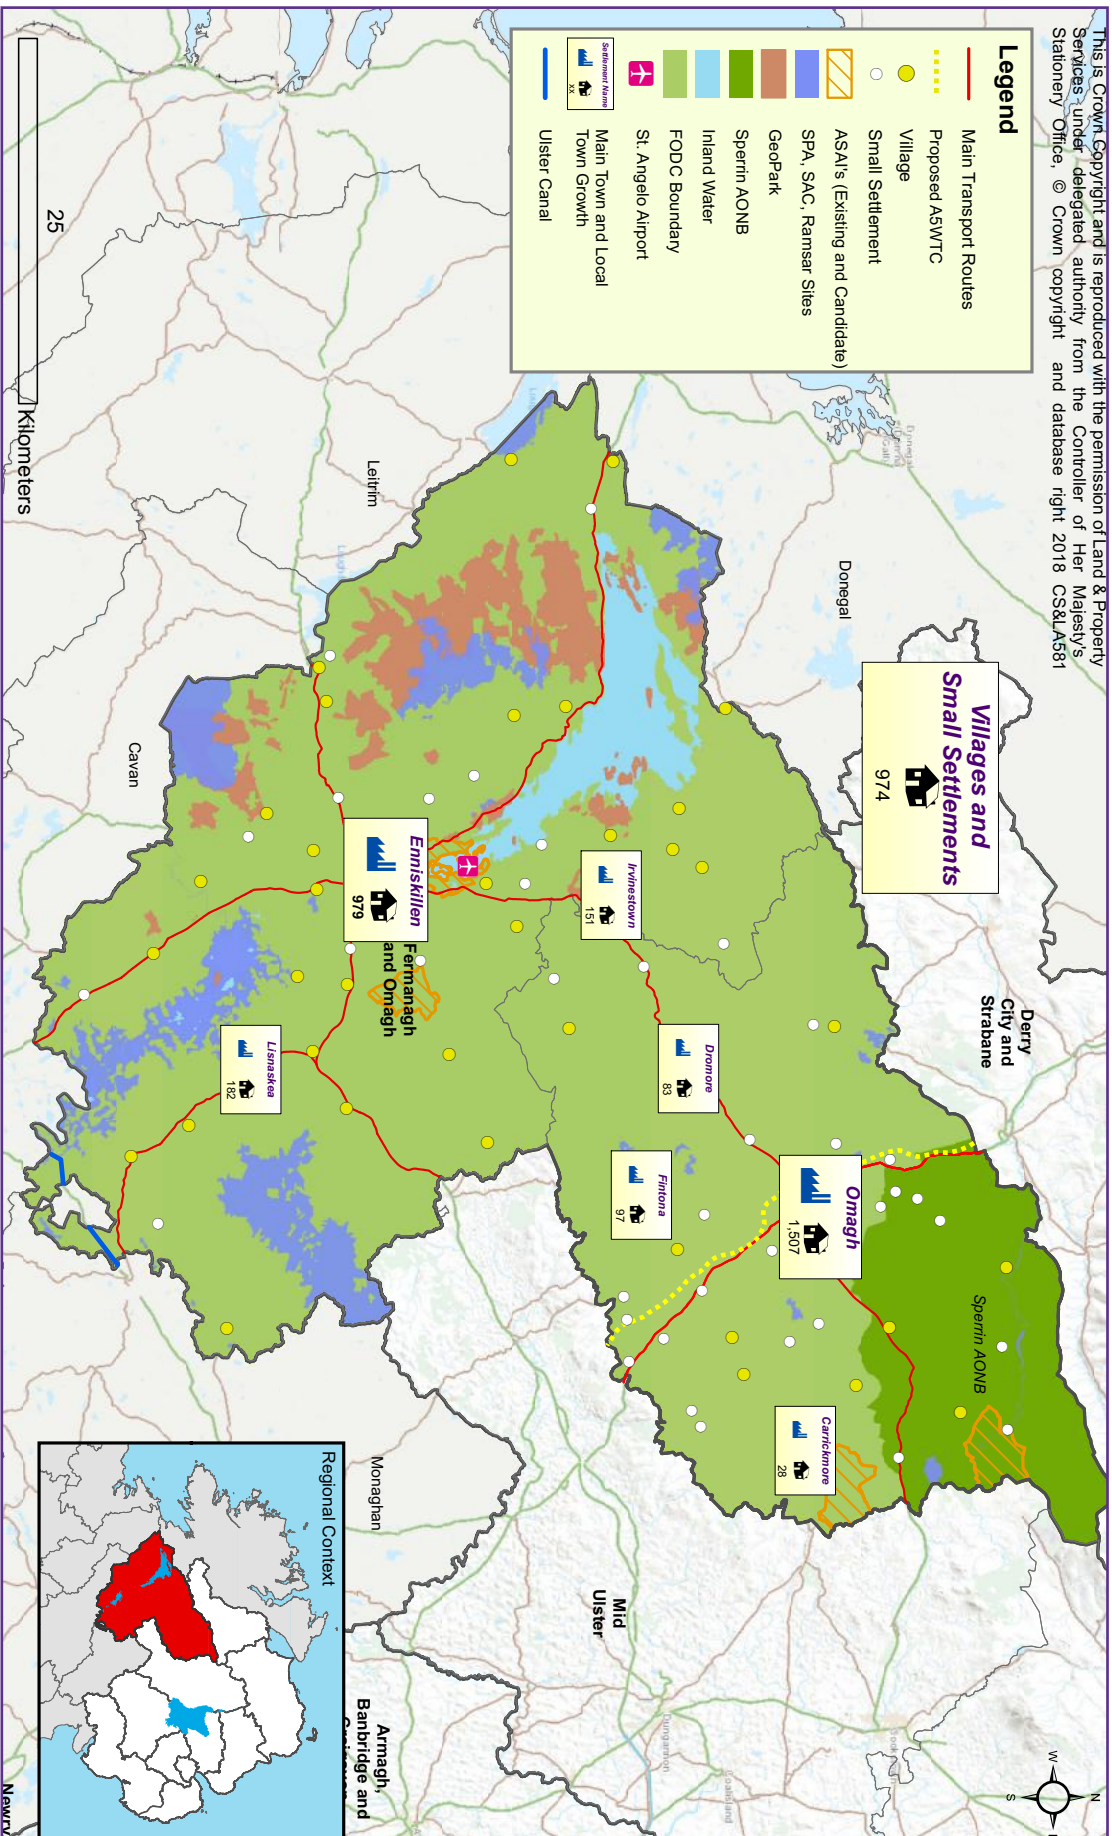 This is Crown Copyright and is reproduced with the permission of Land & Property
Services under delegated authority from the Controller of Her Majesty's
Stationery Office, © Crown copyright and database right 2018 CS&LA581
Legend
Main Transport Routes
Proposed A5WTC
Village
Small Settlement
ASAI's (Existing and Candidate)
SPA, SAC, Ramsar Sites
GeoPark
Sperrin AONB
Inland Water
FODC Boundary
St. Angelo Airport
Settlement Name
xx
Main Town and Local
Town Growth
Ulster Canal
Villages and
Small Settlements
974
Donegal
Donegal
Derry
City and
Strabane
Sperrin AONB
Omagh
1,507
Carrickmore
28
Dromore
83
Fintona
97
Irvinestown
151
Enniskillen
979
Fermanagh
and Omagh
Lisnaskea
182
Leitrim
Cavan
Monaghan
Mid
Ulster
Dungannon
Armagh,
Banbridge and
Newry
N
W
S
25
Kilometers
Regional Context